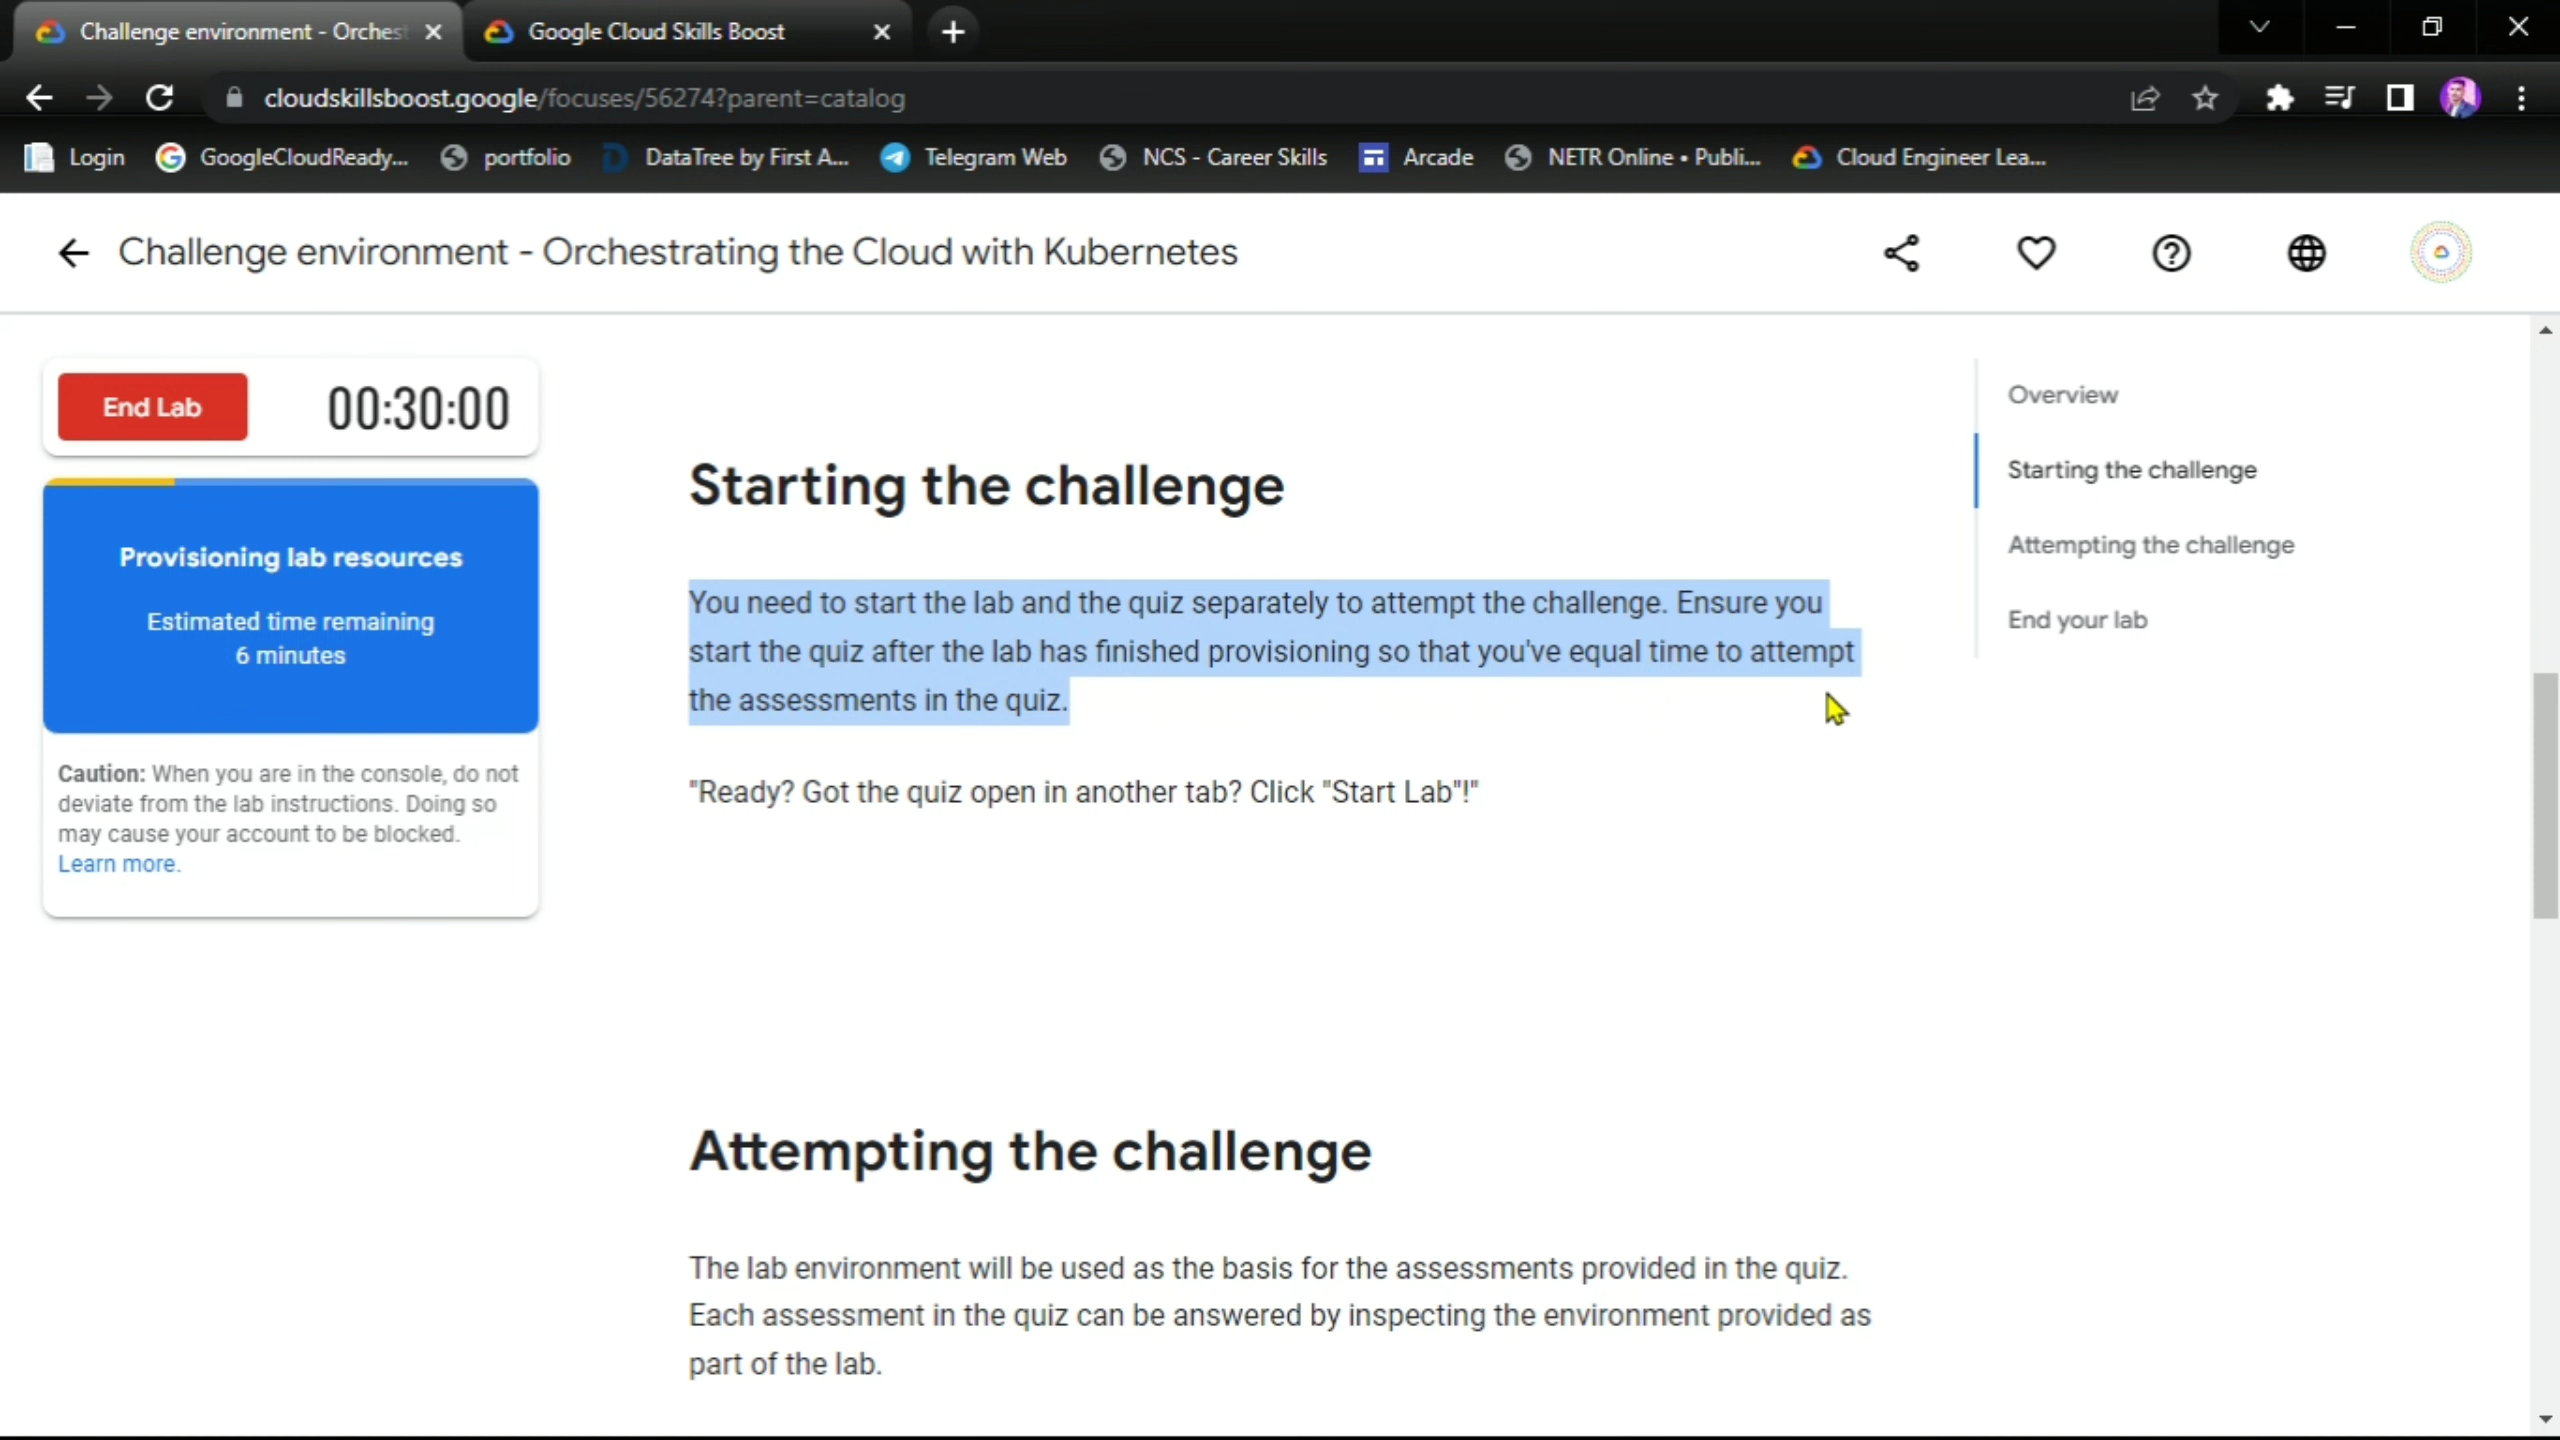 Challenge environment - Orches
Google Cloud Skills Boost
cloudskillsboost.google/focuses/56274?parent=catalog
Login
GoogleCloudReady...
portfolio
DataTree by First A...
Telegram Web
NCS - Career Skills
Arcade
NETR Online • Publi...
Cloud Engineer Lea...
Challenge environment - Orchestrating the Cloud with Kubernetes
End Lab
00:30:00
Provisioning lab resources
Estimated time remaining
6 minutes
Caution: When you are in the console, do not
deviate from the lab instructions. Doing so
may cause your account to be blocked.
Learn more.
Starting the challenge
You need to start the lab and the quiz separately to attempt the challenge. Ensure you
start the quiz after the lab has finished provisioning so that you've equal time to attempt
the assessments in the quiz.
"Ready? Got the quiz open in another tab? Click "Start Lab"!"
Attempting the challenge
The lab environment will be used as the basis for the assessments provided in the quiz.
Each assessment in the quiz can be answered by inspecting the environment provided as
part of the lab.
Overview
Starting the challenge
Attempting the challenge
End your lab